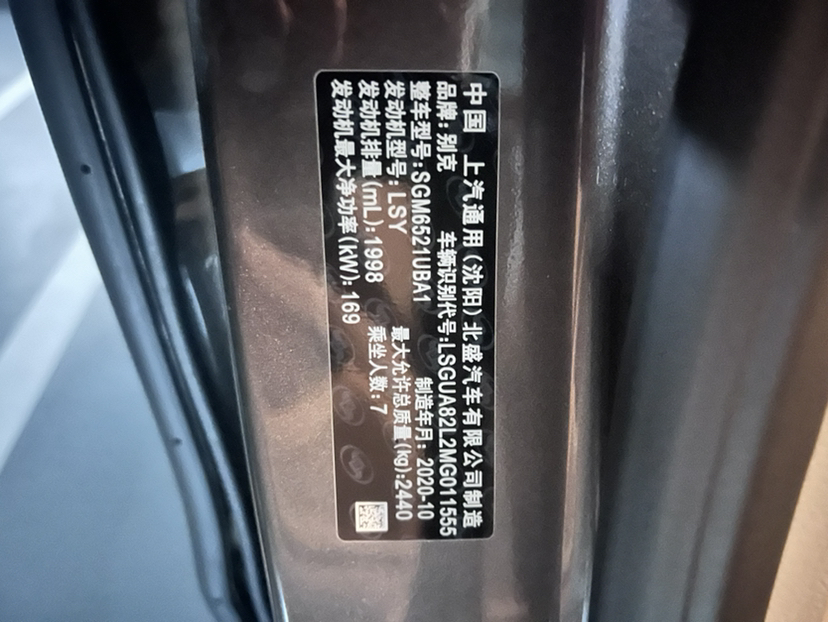 中国 上汽通用(沈阳)北盛汽车有限公司制造
品牌:别克 车辆识别代号:LSGUA82L2MG011555
整车型号:SGM6521UBA1 制造年月:2020-10
发动机型号:LSY 最大允许总质量(kg):2440
发动机排量(mL):1998 乘坐人数:7
发动机最大净功率(kW):169